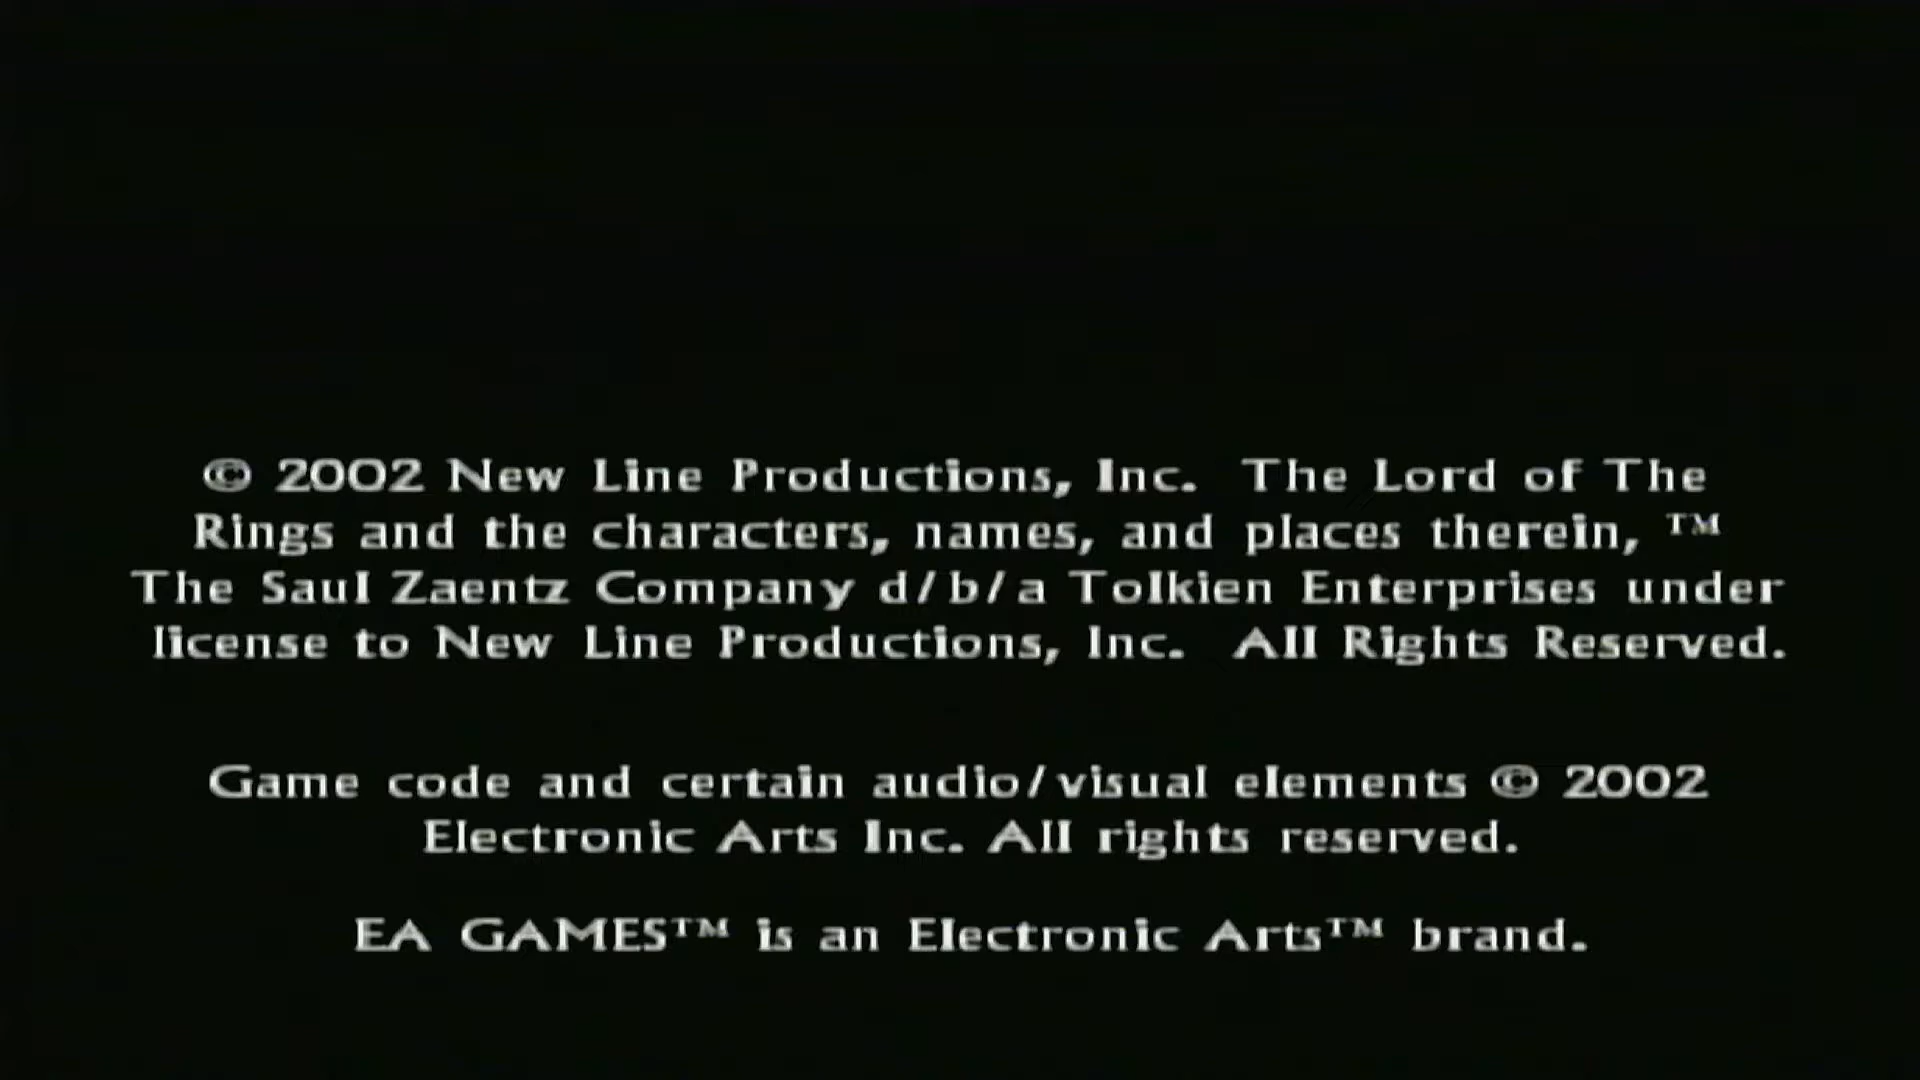 © 2002 New Line Productions, Inc. The Lord of The
Rings and the characters, names, and places therein, ™
The Saul Zaentz Company d/b/a Tolkien Enterprises under
license to New Line Productions, Inc. All Rights Reserved.
Game code and certain audio/visual elements © 2002
Electronic Arts Inc. All rights reserved.
EA GAMES™ is an Electronic Arts™ brand.